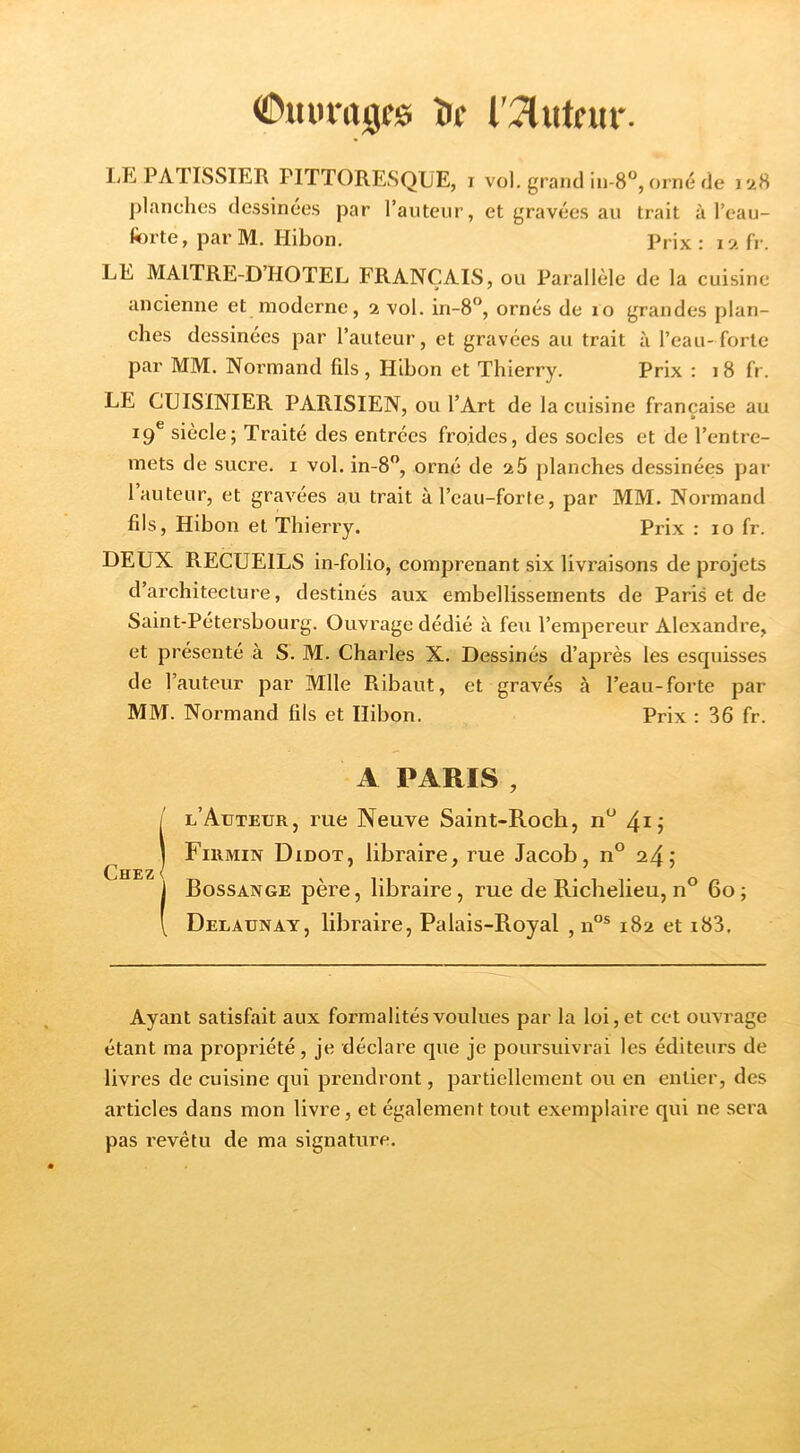 Ouvrages de l'Auteur.
LE PATISSIER PITTORESQUE, 1 vol. grand in-8°, orné de 128
planches dessinées par l'auteur, et gravées au trait à l'eau-
forte, par M. Hibon. Prix : 12 fr.
LE MAITRE-D'HOTEL FRANÇAIS, ou Parallèle de la cuisine
ancienne et moderne, 2 vol. in-8°, ornés de 10 grandes plan-
ches dessinées par l'auteur, et gravées au trait à l'eau-forte
par MM. Normand fils, Hibon et Thierry. Prix : 18 fr.
LE CUISINIER PARISIEN, ou l'Art de la cuisine française au
19e siècle; Traité des entrées froides, des socles et de l'entre-
mets de sucre. 1 vol. in-8°, orné de 25 planches dessinées par
l'auteur, et gravées au trait à l'eau-forte, par MM. Normand
fils, Hibon et Thierry. Prix : 10 fr.
DEUX RECUEILS in-folio, comprenant six livraisons de projets
d'architecture, destinés aux embellissements de Paris et de
Saint-Pétersbourg. Ouvrage dédié à feu l'empereur Alexandre,
et présenté à S. M. Charles X. Dessinés d'après les esquisses
de l'auteur par Mlle Ribaut, et gravés à l'eau-forte par
MM. Normand fils et Hibon. Prix : 36 fr.
A PARIS,
Chez
l'Auteur, rue Neuve Saint-Roch, n° 41;
Firmin Didot, libraire, rue Jacob, n° 24;
Bossange père, libraire, rue de Richelieu, n° 60;
Delaunay, libraire, Palais-Royal, nos 182 et 183.
Ayant satisfait aux formalités voulues par la loi, et cet ouvrage
étant ma propriété, je déclare que je poursuivrai les éditeurs de
livres de cuisine qui prendront, partiellement ou en entier, des
articles dans mon livre, et également tout exemplaire qui ne sera
pas revêtu de ma signature.